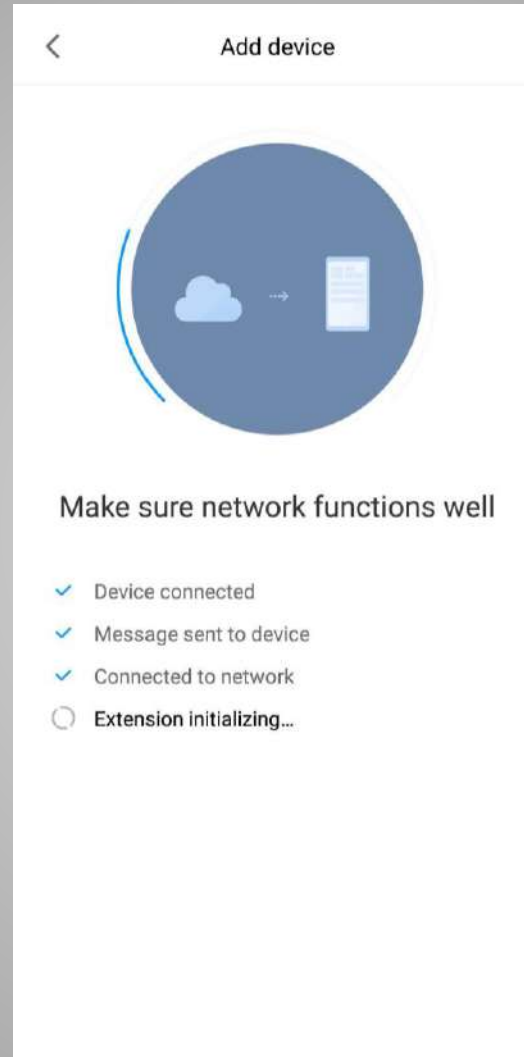 Add device
Make sure network functions well
Device connected
Message sent to device
Connected to network
Extension initializing...